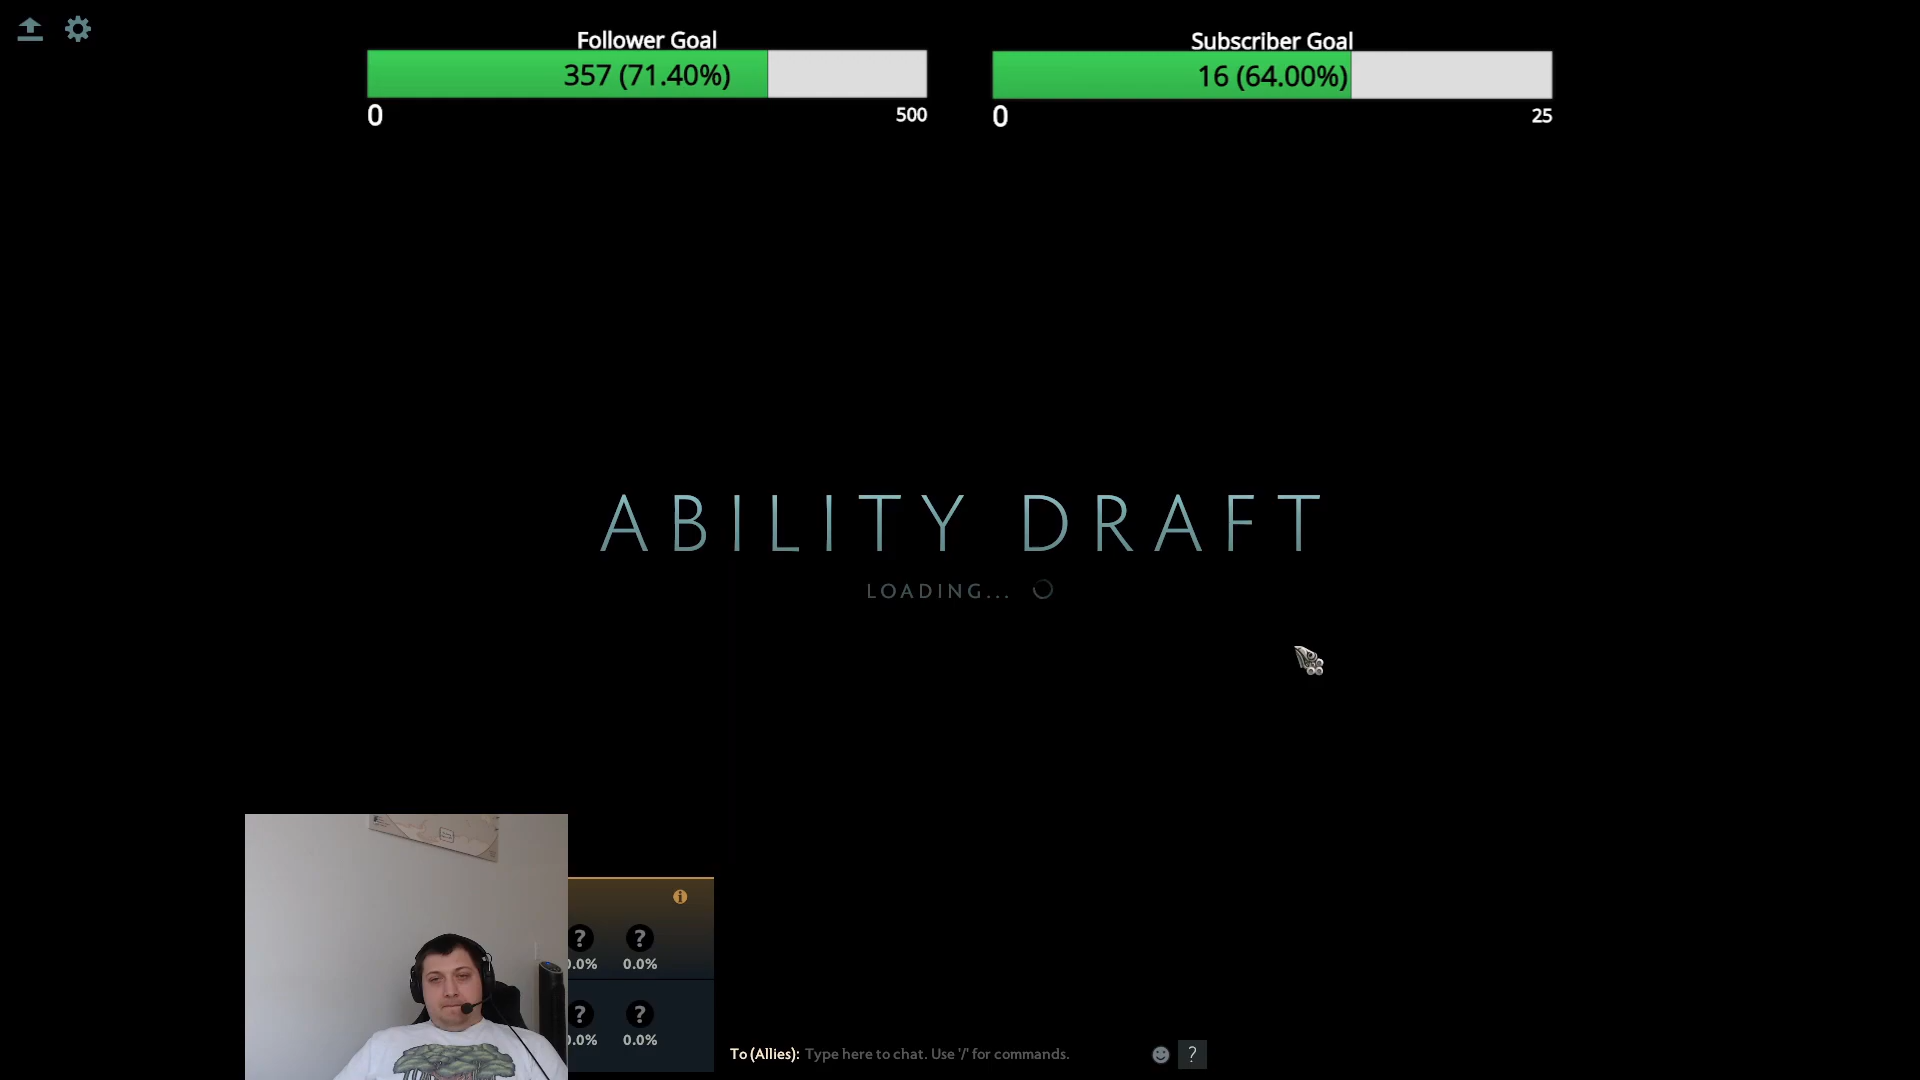 Follower Goal
357 (71.40%)
0
500
Subscriber Goal
16 (64.00%)
0
25
ABILITY DRAFT
LOADING...
?
?
0.0%
?
?
0.0%
To (Allies): Type here to chat. Use '/' for commands.
?